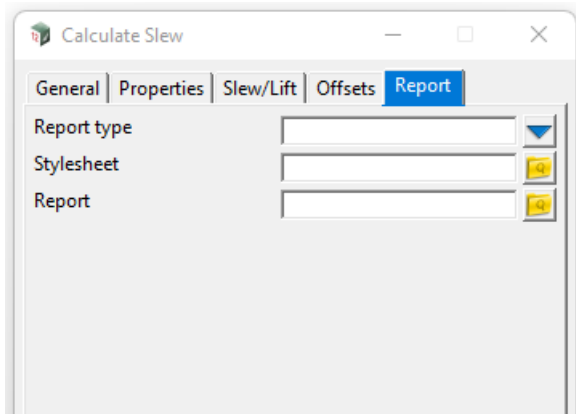 Calculate Slew
General Properties Slew/Lift Offsets Report
Report type
Stylesheet
Report